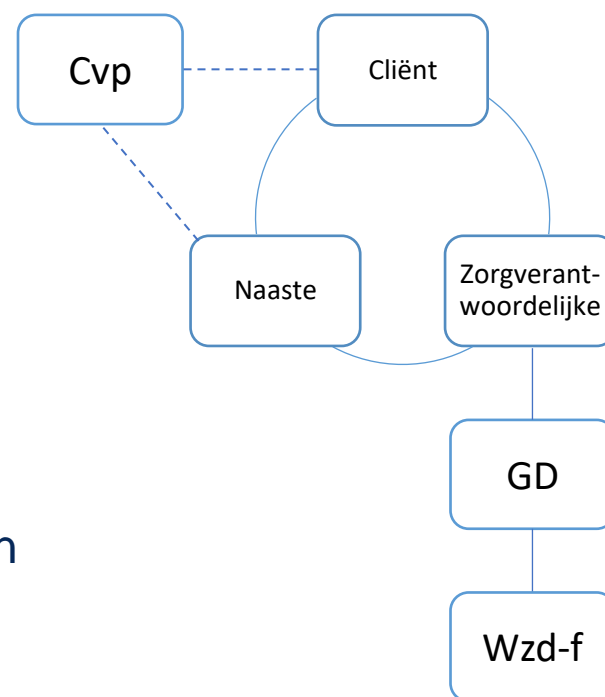 Cvp
Cliënt
Naaste
Zorgverant-
woordelijke
GD
n
Wzd-f